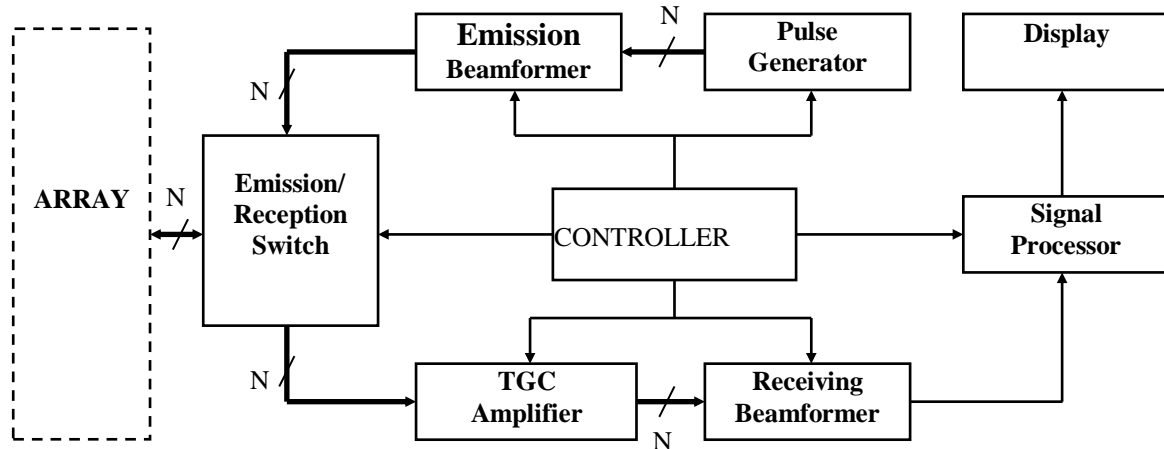 N
Emission
Beamformer
Pulse
Generator
Display
N
ARRAY
N
Emission/
Reception
Switch
CONTROLLER
Signal
Processor
N
TGC
Amplifier
N
Receiving
Beamformer